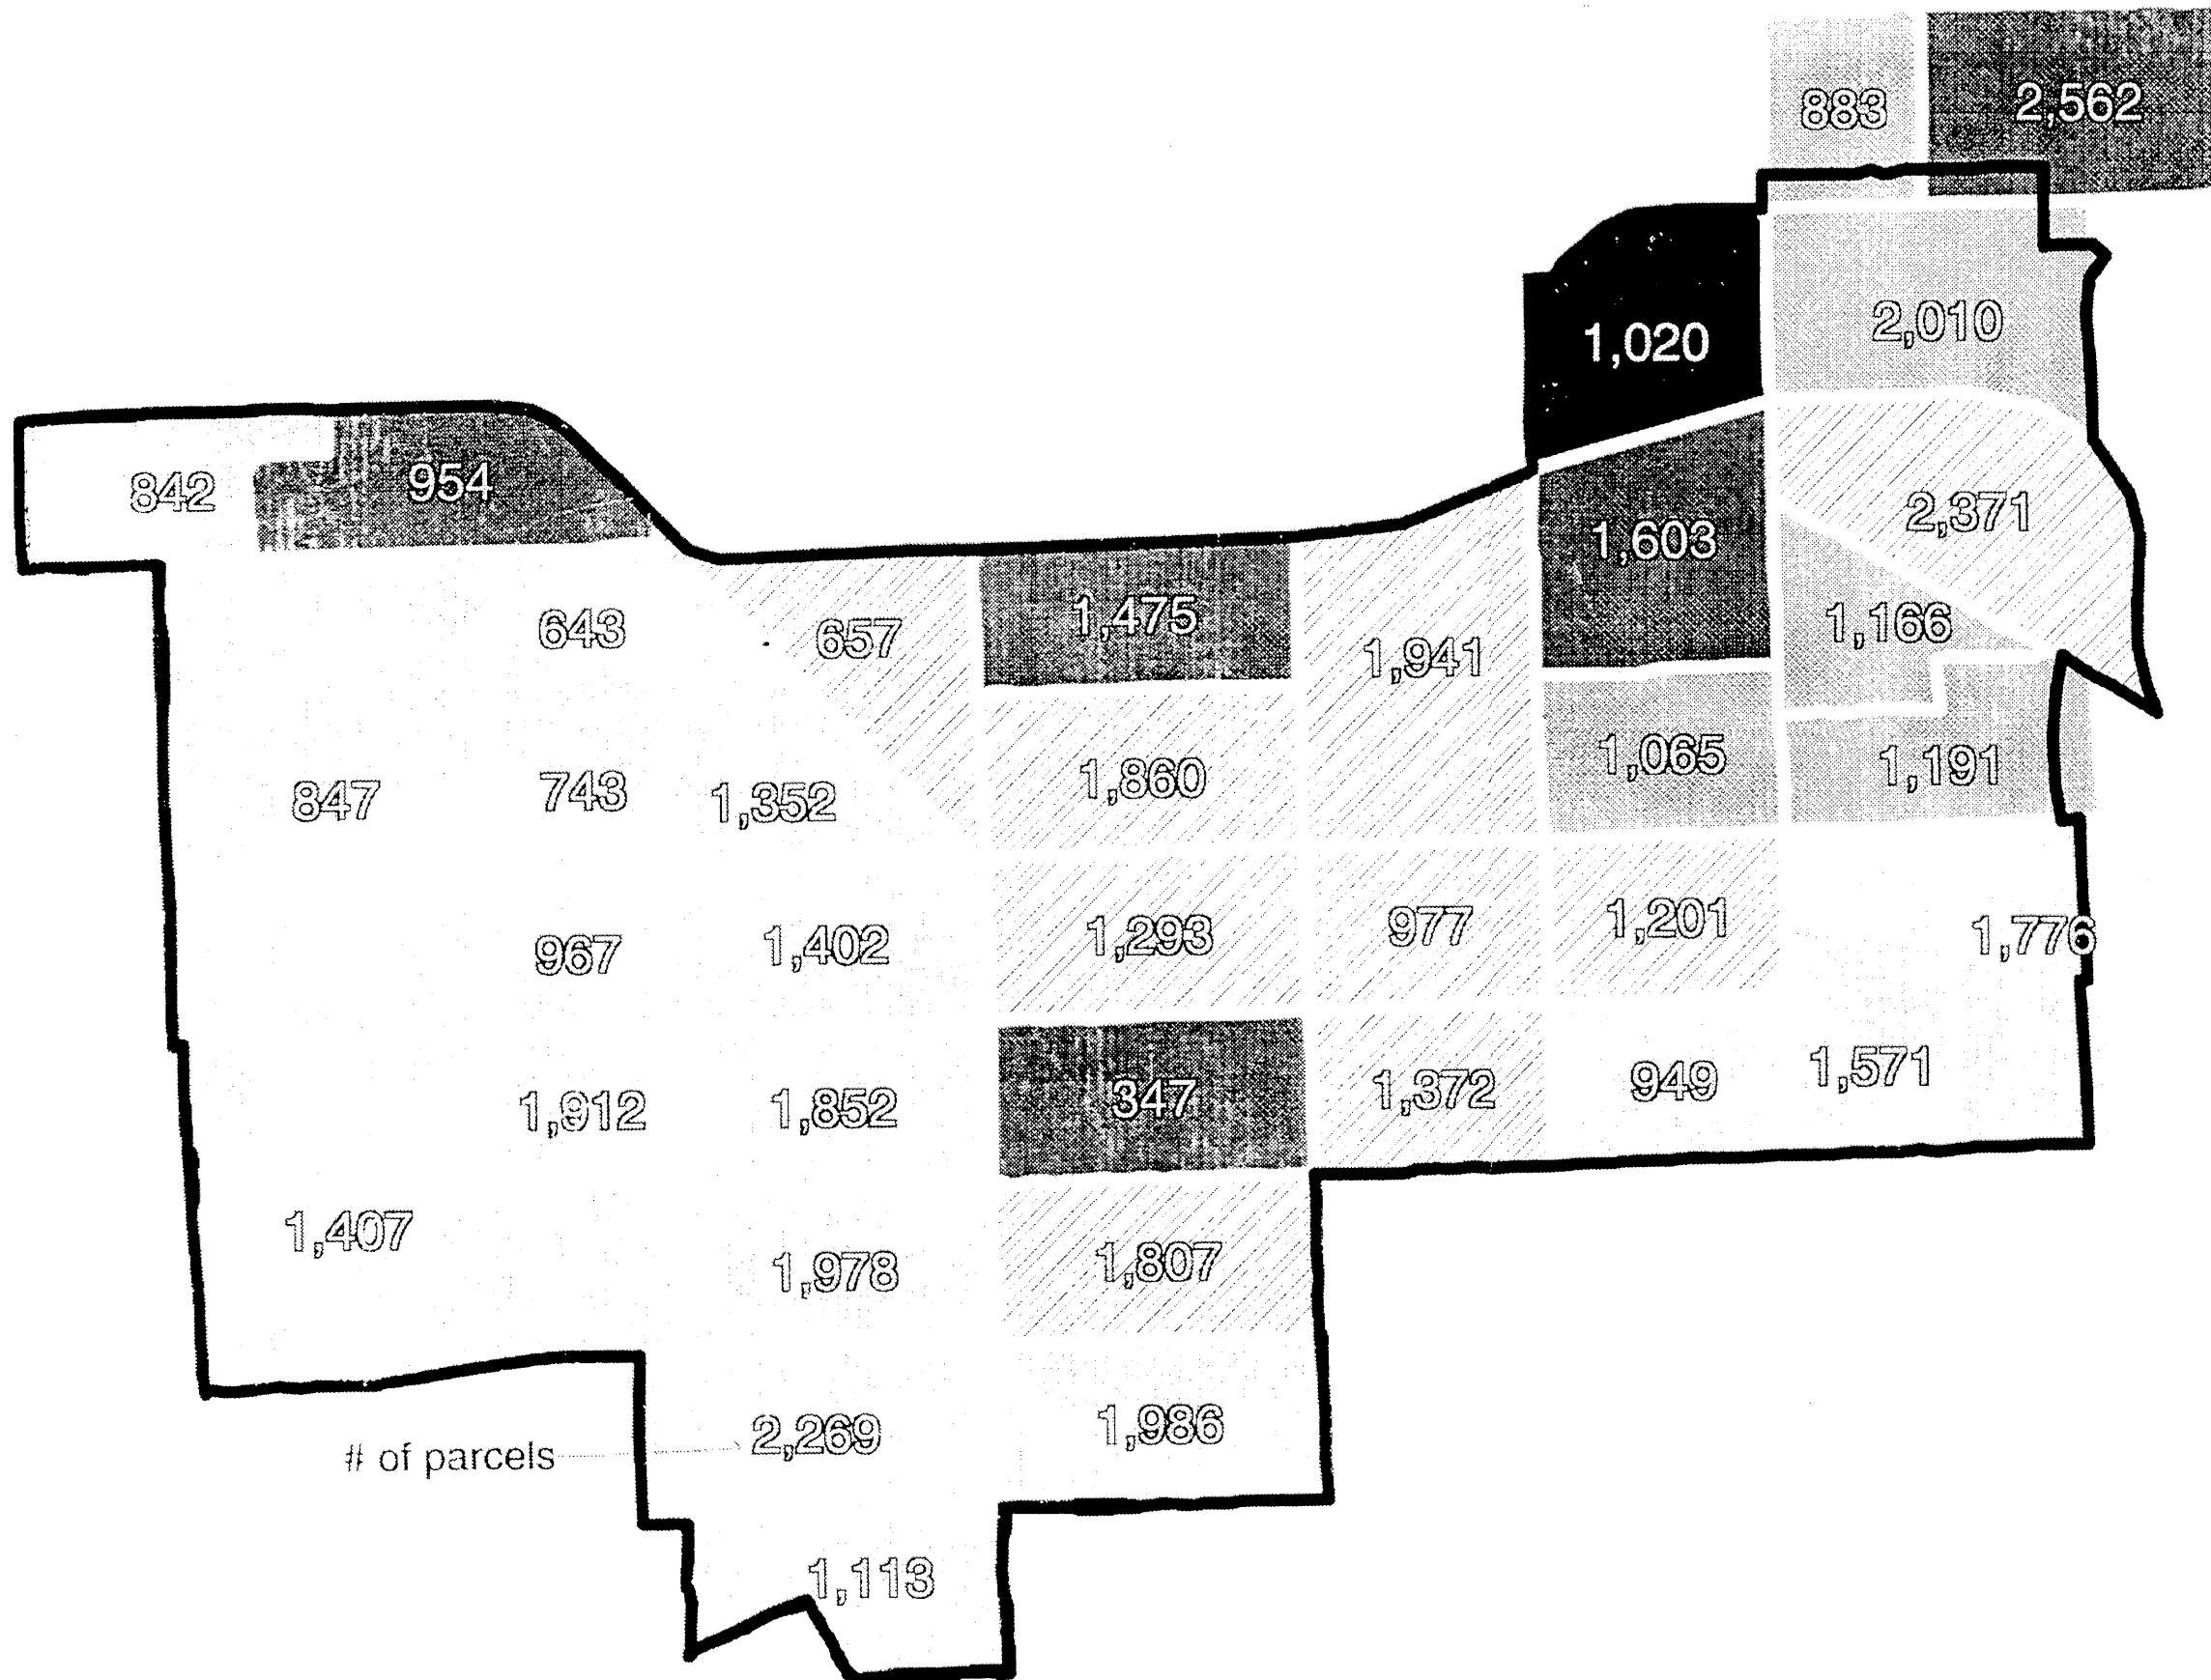 883 2,562
1,020 2,010
842 954 2,371
1,603
643 657 1,475 1,941 1,166
847 743 1,352 1,860 1,065 1,191
967 1,402 1,293 977 1,201 1,776
1,912 1,852 347 1,372 949 1,571
1,407 1,978 1,807
# of parcels 2,269 1,986
1,113